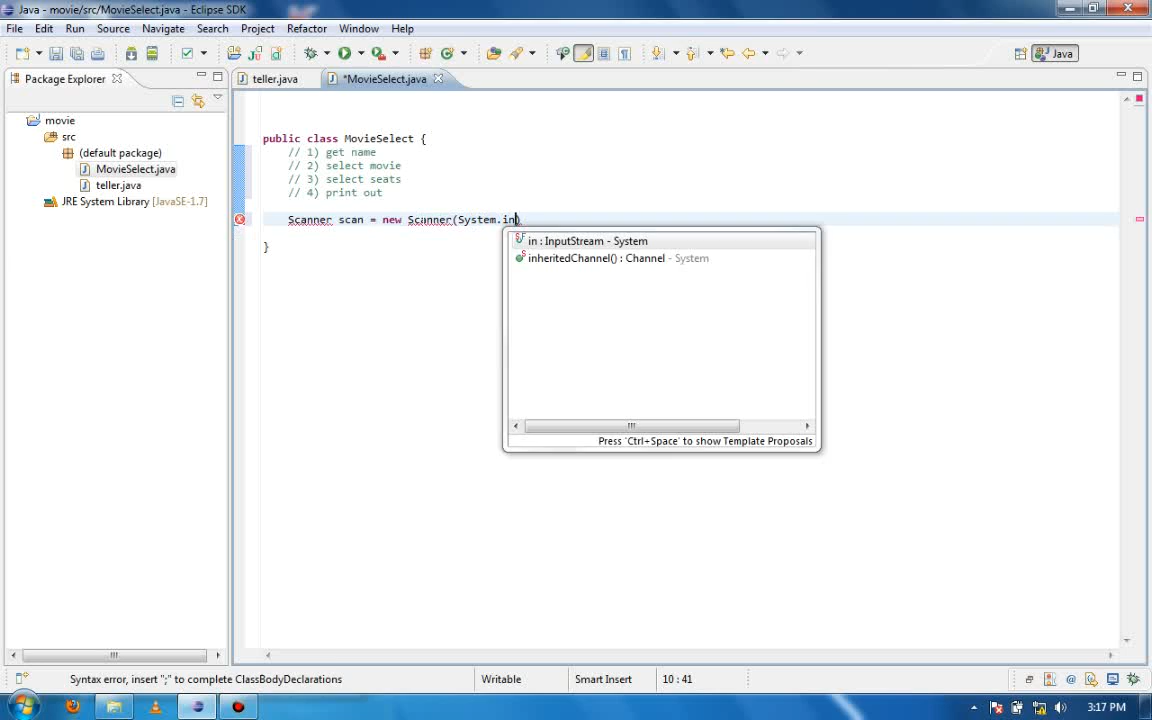 Java - movie/src/MovieSelect.java - Eclipse SDK
File Edit Run Source Navigate Search Project Refactor Window Help
Java
Package Explorer
teller.java
*MovieSelect.java
movie
src
(default package)
MovieSelect.java
teller.java
JRE System Library [JavaSE-1.7]
public class MovieSelect {
// 1) get name
// 2) select movie
// 3) select seats
// 4) print out
Scanner scan = new Scanner(System.in)
}
in : InputStream - System
inheritedChannel() : Channel - System
Press 'Ctrl+Space' to show Template Proposals
Syntax error, insert ";" to complete ClassBodyDeclarations
Writable
Smart Insert
10 : 41
3:17 PM